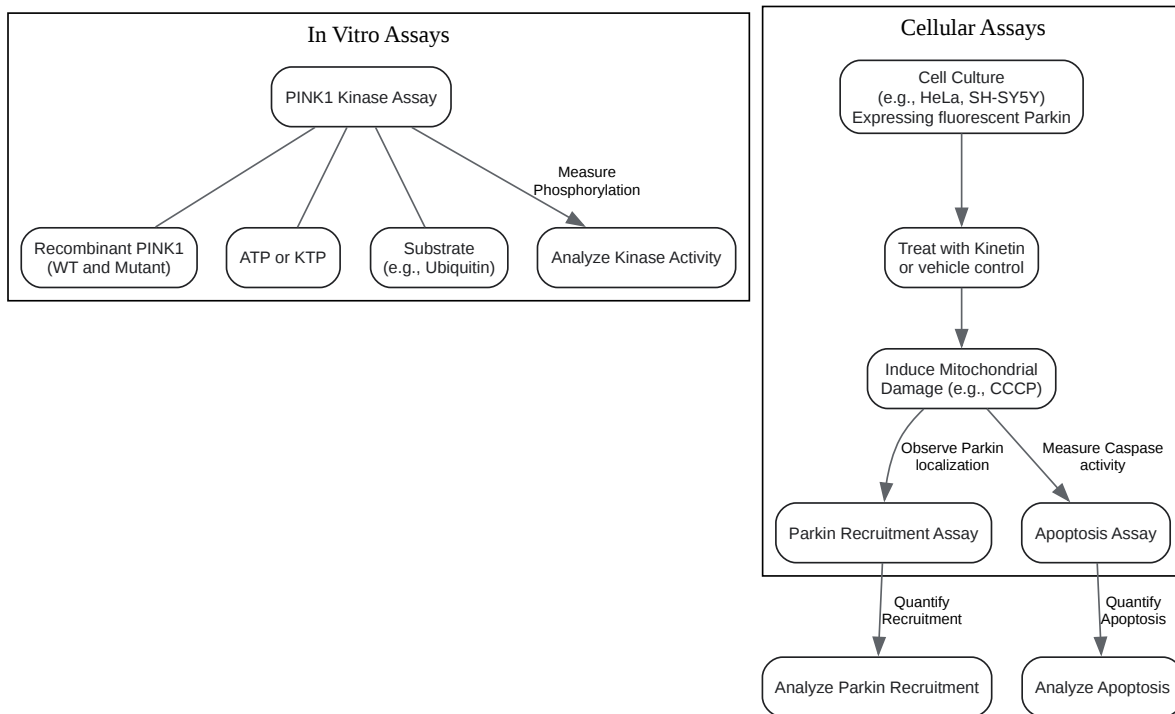 In Vitro Assays
PINK1 Kinase Assay
Measure
Phosphorylation
Recombinant PINK1
(WT and Mutant)
ATP or KTP
Substrate
(e.g., Ubiquitin)
Analyze Kinase Activity
Cellular Assays
Cell Culture
(e.g., HeLa, SH-SY5Y)
Expressing fluorescent Parkin
Treat with Kinetin
or vehicle control
Induce Mitochondrial
Damage (e.g., CCCP)
Observe Parkin
localization
Measure Caspase
activity
Parkin Recruitment Assay
Apoptosis Assay
Quantify
Recruitment
Quantify
Apoptosis
Analyze Parkin Recruitment
Analyze Apoptosis